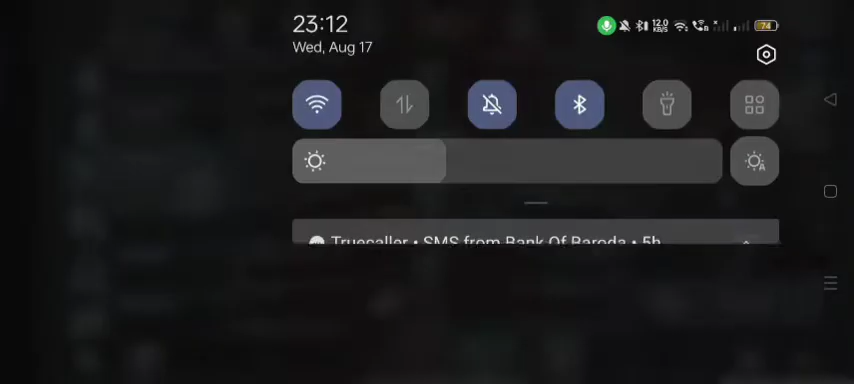 23:12
12.0
KB/S
74
Wed, Aug 17
A
Truecaller • SMS from Bank Of Baroda • 5h